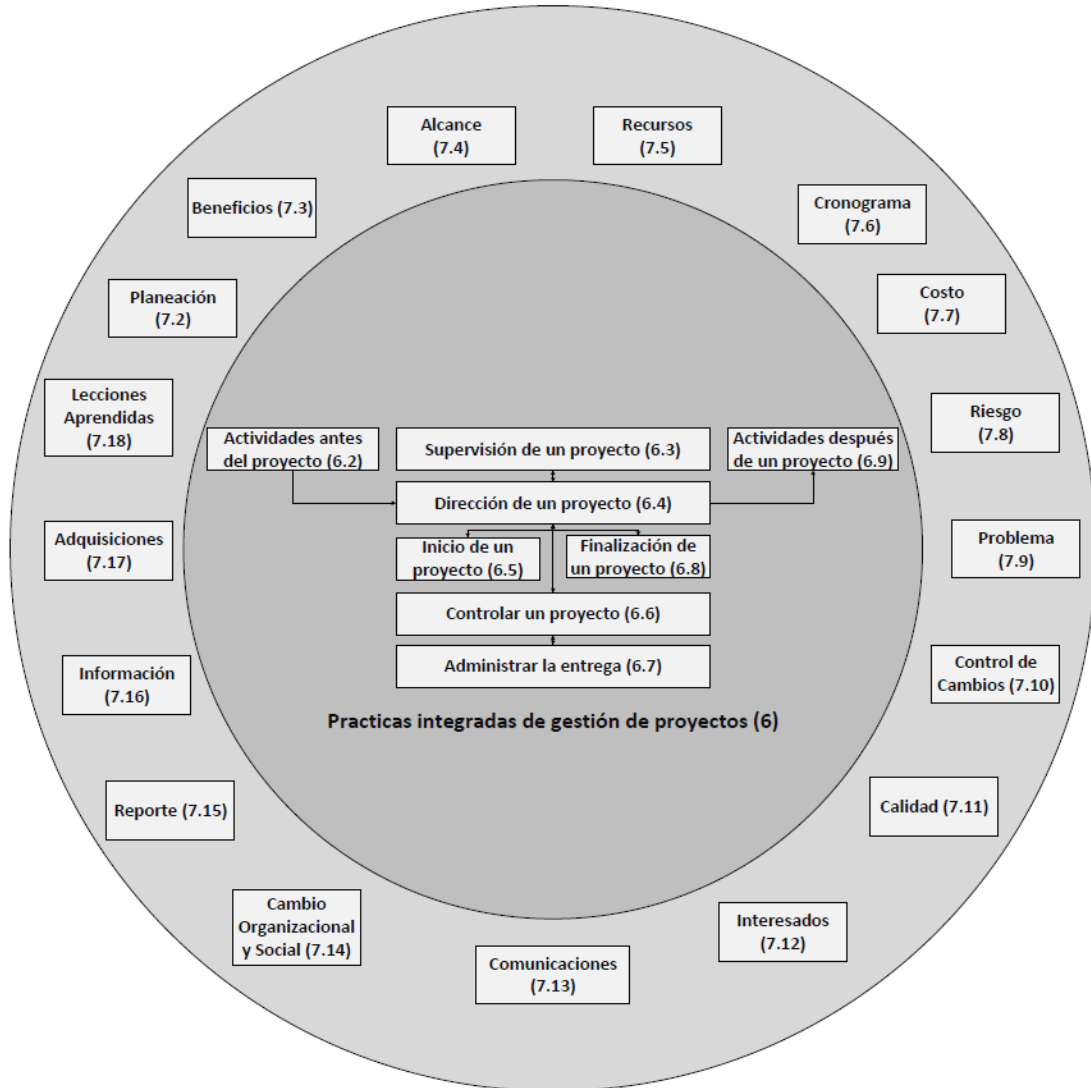 Alcance
(7.4)
Recursos
(7.5)
Beneficios (7.3)
Cronograma
(7.6)
Planeación
(7.2)
Costo
(7.7)
Lecciones
Aprendidas
(7.18)
Riesgo
(7.8)
Actividades antes
del proyecto (6.2)
Supervisión de un proyecto (6.3)
Actividades después
de un proyecto (6.9)
Dirección de un proyecto (6.4)
Inicio de un
proyecto (6.5)
Finalización de
un proyecto (6.8)
Adquisiciones
(7.17)
Problema
(7.9)
Controlar un proyecto (6.6)
Administrar la entrega (6.7)
Información
(7.16)
Control de
Cambios (7.10)
Practicas integradas de gestión de proyectos (6)
Reporte (7.15)
Calidad (7.11)
Cambio
Organizacional
y Social (7.14)
Interesados
(7.12)
Comunicaciones
(7.13)